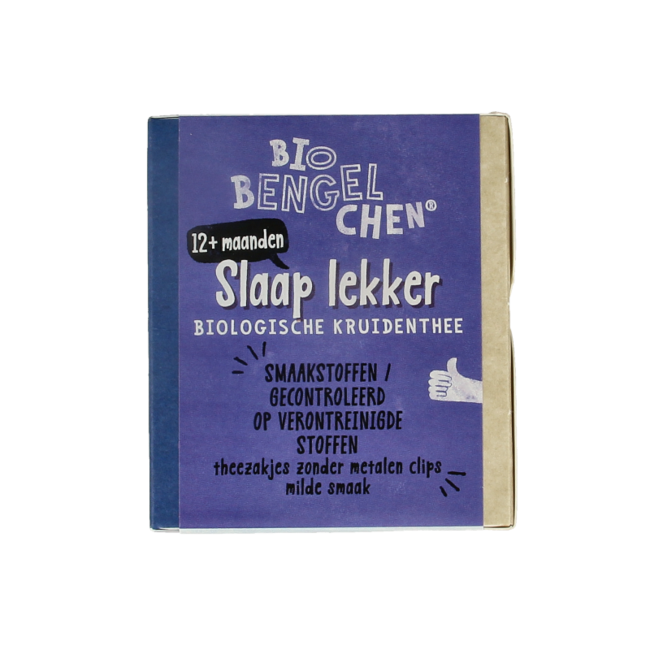 BIO
BENGEL
CHEN®
12+ maanden
Slaap lekker
BIOLOGISCHE KRUIDENTHEE
SMAAKSTOFFEN /
GECONTROLEERD
OP VERONTREINIGDE
STOFFEN
theezakjes zonder metalen clips
milde smaak